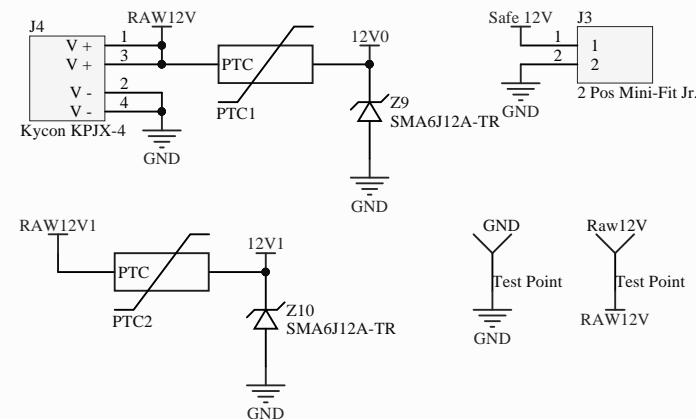 RAW12V
J4
V + 1
V + 3
V - 2
V - 4
Kycon KPJX-4
GND
PTC
PTC1
12V0
Z9
SMA6J12A-TR
GND
Safe 12V
J3
1 1
2 2
GND
2 Pos Mini-Fit Jr.
RAW12V1
PTC
PTC2
12V1
Z10
SMA6J12A-TR
GND
GND
Test Point
GND
Raw12V
Test Point
RAW12V